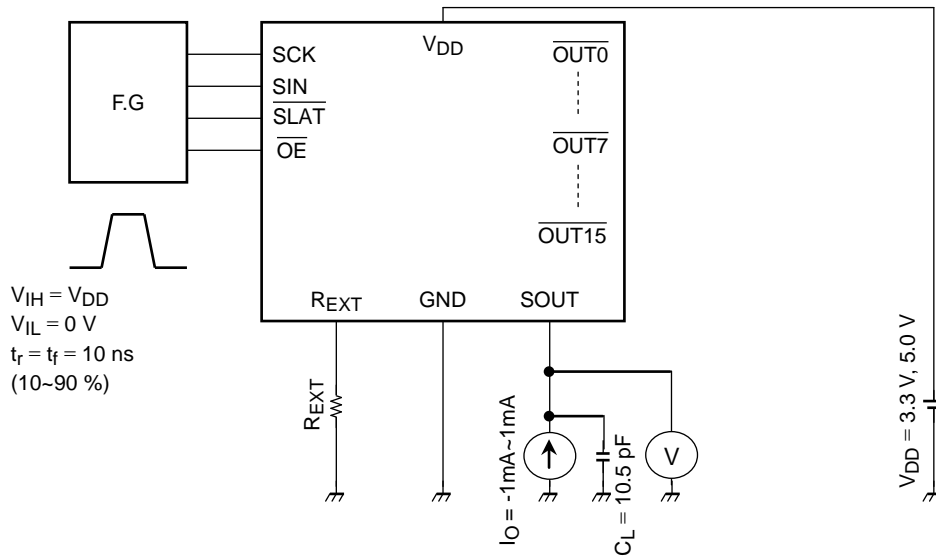 VDD
SCK
SIN
SLAT
OE
F.G
OUT0
OUT7
OUT15
VIH = VDD
VIL = 0 V
tr = tf = 10 ns
(10~90 %)
REXT
GND
SOUT
REXT
IO = -1mA~1mA
CL = 10.5 pF
V
VDD = 3.3 V, 5.0 V